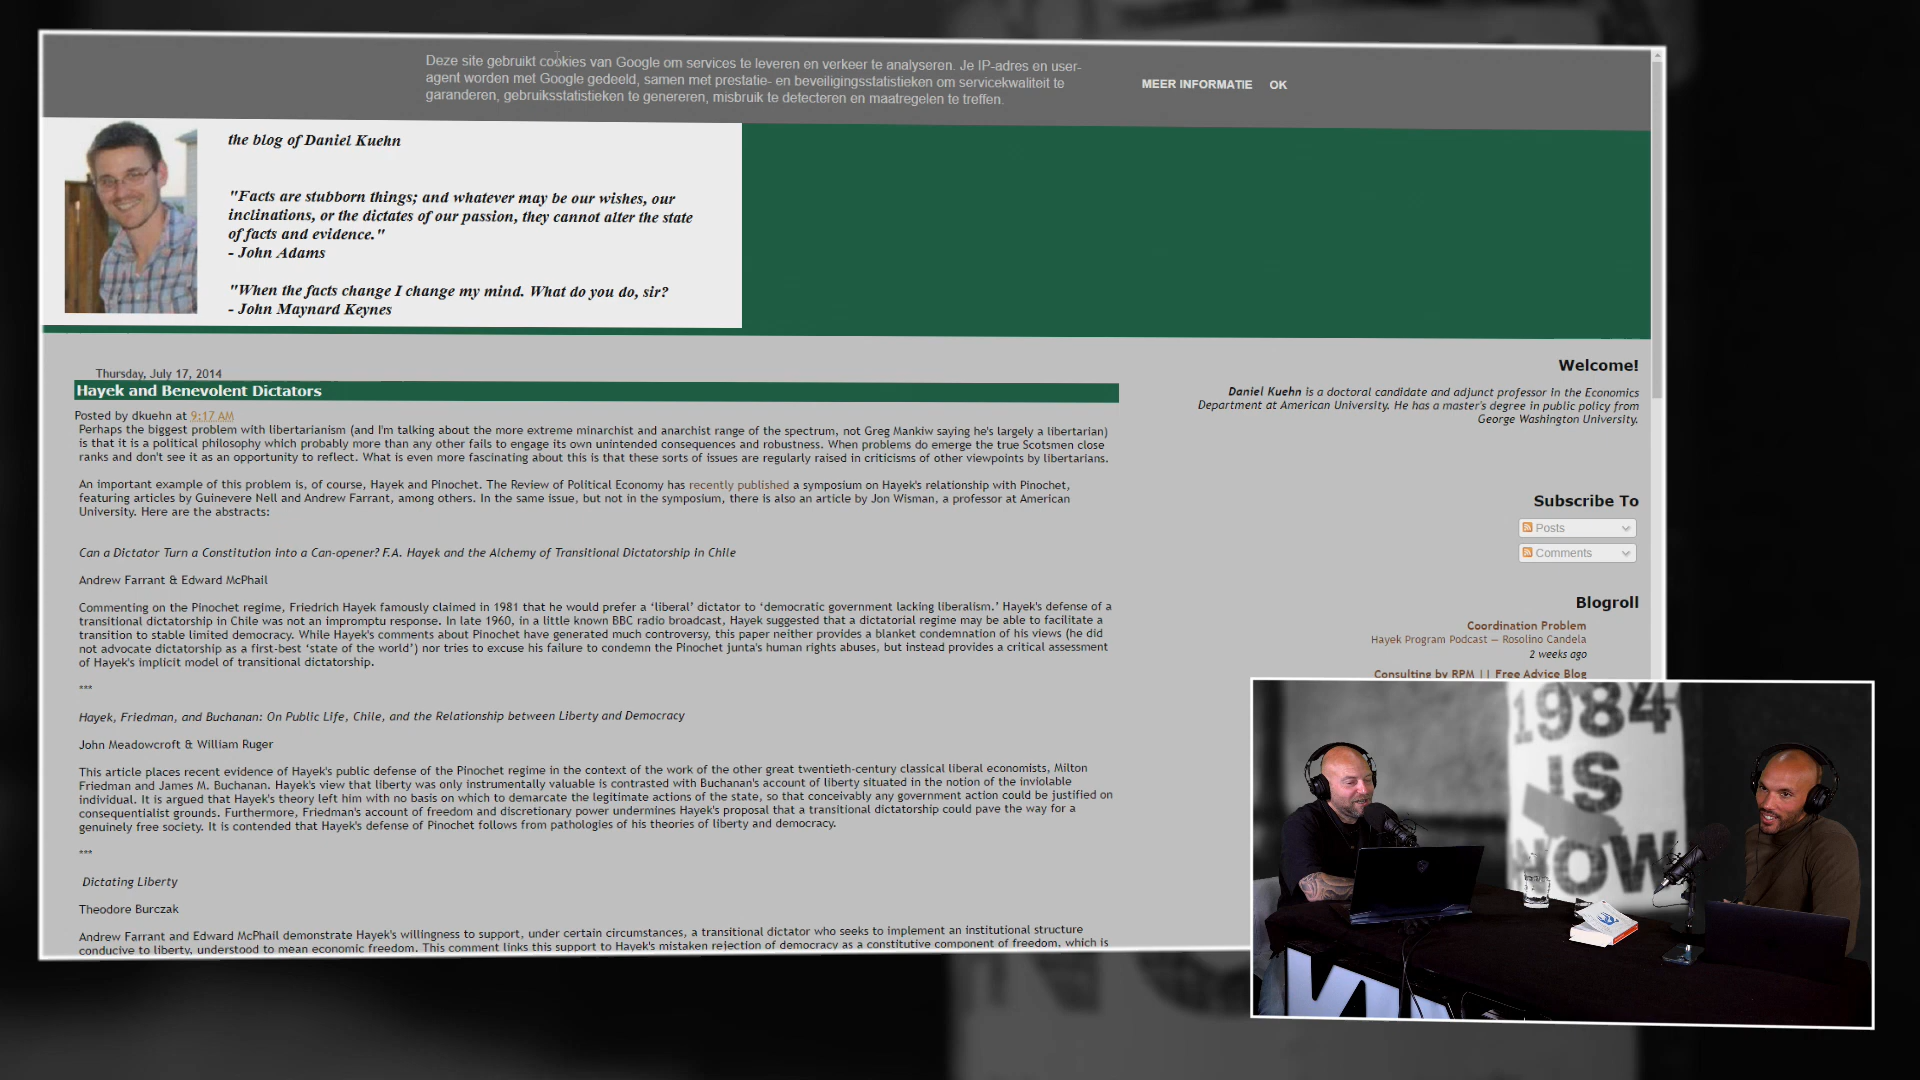 Deze site gebruikt cookies van Google om services te leveren en verkeer te analyseren. Je IP-adres en user-
agent worden met Google gedeeld, samen met prestatie- en beveiligingsstatistieken om servicekwaliteit te
garanderen, gebruiksstatistieken te genereren, misbruik te detecteren en maatregelen te treffen.
MEER INFORMATIE OK
the blog of Daniel Kuehn
"Facts are stubborn things; and whatever may be our wishes, our
inclinations, or the dictates of our passion, they cannot alter the state
of facts and evidence."
- John Adams
"When the facts change I change my mind. What do you do, sir?
- John Maynard Keynes
Thursday, July 17, 2014
Hayek and Benevolent Dictators
Posted by dkuehn at 9:17 AM
Perhaps the biggest problem with libertarianism (and I'm talking about the more extreme minarchist and anarchist range of the spectrum, not Greg Mankiw saying he's largely a libertarian)
is that it is a political philosophy which probably more than any other fails to engage its own unintended consequences and robustness. When problems do emerge the true Scotsmen close
ranks and don't see it as an opportunity to reflect. What is even more fascinating about this is that these sorts of issues are regularly raised in criticisms of other viewpoints by libertarians.
An important example of this problem is, of course, Hayek and Pinochet. The Review of Political Economy has recently published a symposium on Hayek's relationship with Pinochet,
featuring articles by Guinevere Nell and Andrew Farrant, among others. In the same issue, but not in the symposium, there is also an article by Jon Wisman, a professor at American
University. Here are the abstracts:
Can a Dictator Turn a Constitution into a Can-opener? F.A. Hayek and the Alchemy of Transitional Dictatorship in Chile
Andrew Farrant & Edward McPhail
Commenting on the Pinochet regime, Friedrich Hayek famously claimed in 1981 that he would prefer a ‘liberal’ dictator to ‘democratic government lacking liberalism.’ Hayek's defense of a
transitional dictatorship in Chile was not an impromptu response. In late 1960, in a little known BBC radio broadcast, Hayek suggested that a dictatorial regime may be able to facilitate a
transition to stable limited democracy. While Hayek's comments about Pinochet have generated much controversy, this paper neither provides a blanket condemnation of his views (he did
not advocate dictatorship as a first-best ‘state of the world’) nor tries to excuse his failure to condemn the Pinochet junta's human rights abuses, but instead provides a critical assessment
of Hayek's implicit model of transitional dictatorship.
***
Hayek, Friedman, and Buchanan: On Public Life, Chile, and the Relationship between Liberty and Democracy
John Meadowcroft & William Ruger
This article places recent evidence of Hayek's public defense of the Pinochet regime in the context of the work of the other great twentieth-century classical liberal economists, Milton
Friedman and James M. Buchanan. Hayek's view that liberty was only instrumentally valuable is contrasted with Buchanan's account of liberty situated in the notion of the inviolable
individual. It is argued that Hayek's theory left him with no basis on which to demarcate the legitimate actions of the state, so that conceivably any government action could be justified on
consequentialist grounds. Furthermore, Friedman's account of freedom and discretionary power undermines Hayek's proposal that a transitional dictatorship could pave the way for a
genuinely free society. It is contended that Hayek's defense of Pinochet follows from pathologies of his theories of liberty and democracy.
***
Dictating Liberty
Theodore Burczak
Andrew Farrant and Edward McPhail demonstrate Hayek's willingness to support, under certain circumstances, a transitional dictator who seeks to implement an institutional structure
conducive to liberty, understood to mean economic freedom. This comment links this support to Hayek's mistaken rejection of democracy as a constitutive component of freedom, which is
Welcome!
Daniel Kuehn is a doctoral candidate and adjunct professor in the Economics
Department at American University. He has a master's degree in public policy from
George Washington University.
Subscribe To
Posts
Comments
Blogroll
Coordination Problem
Hayek Program Podcast — Rosolino Candela
2 weeks ago
Consulting by RPM || Free Advice Blog
1984
IS
NOW